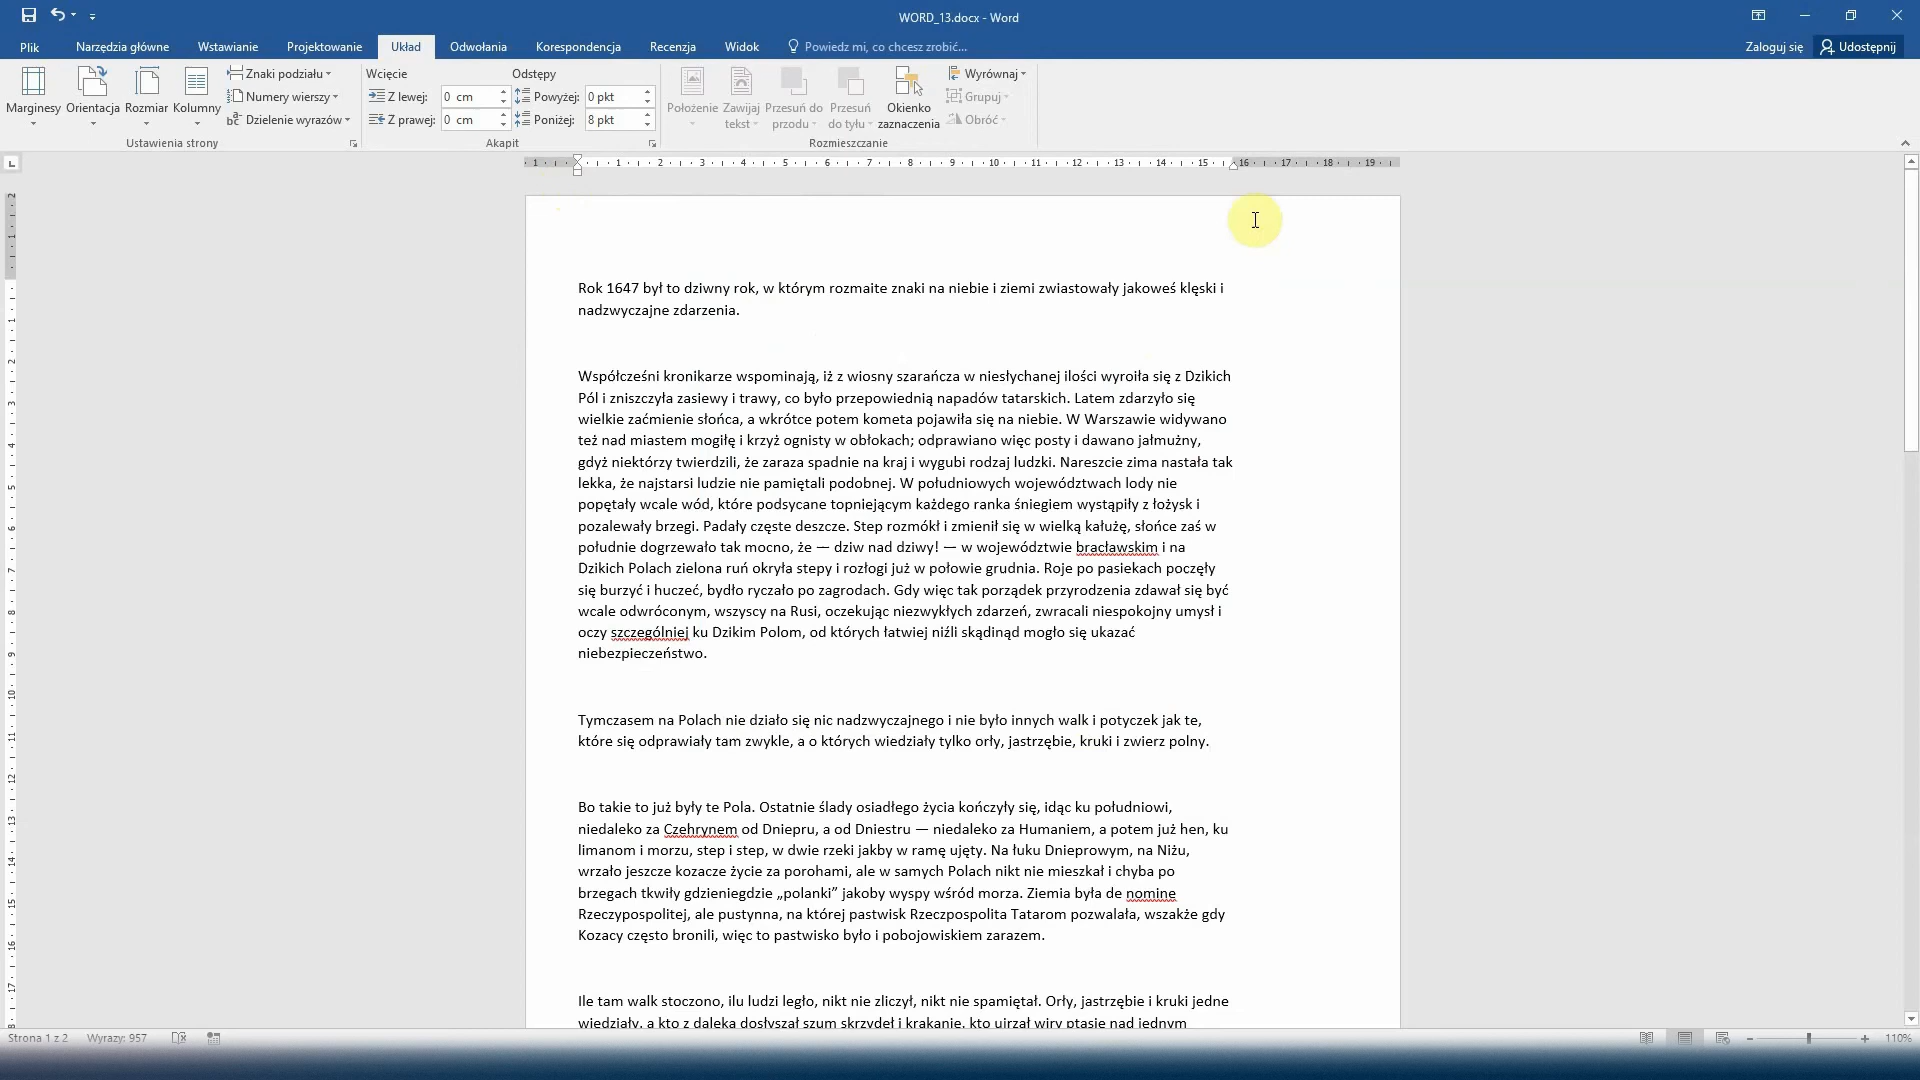 WORD_13.docx - Word
Plik Narzędzia główne Wstawianie Projektowanie Układ Odwołania Korespondencja Recenzja Widok Powiedz mi, co chcesz zrobić... Zaloguj się Udostępnij
Marginesy Orientacja Rozmiar Kolumny
Znaki podziału
Numery wierszy
Dzielenie wyrazów
Ustawienia strony
Wcięcie
Z lewej: 0 cm
Z prawej: 0 cm
Odstępy
Powyżej: 0 pkt
Poniżej: 8 pkt
Akapit
Położenie
Zawijaj
tekst
Przesuń do
przodu
Przesuń
do tyłu
Okienko
zaznaczenia
Wyrównaj
Grupuj
Obróć
Rozmieszczanie
1 1 2 3 4 5 6 7 8 9 10 11 12 13 14 15 16 17 18 19
Rok 1647 był to dziwny rok, w którym rozmaite znaki na niebie i ziemi zwiastowały jakoweś klęski i
nadzwyczajne zdarzenia.
Współcześni kronikarze wspominają, iż z wiosny szarańcza w niesłychanej ilości wyroiła się z Dzikich
Pól i zniszczyła zasiewy i trawy, co było przepowiednią napadów tatarskich. Latem zdarzyło się
wielkie zaćmienie słońca, a wkrótce potem kometa pojawiła się na niebie. W Warszawie widywano
też nad miastem mogiłę i krzyż ognisty w obłokach; odprawiano więc posty i dawano jałmużny,
gdyż niektórzy twierdzili, że zaraza spadnie na kraj i wygubi rodzaj ludzki. Nareszcie zima nastała tak
lekka, że najstarsi ludzie nie pamiętali podobnej. W południowych województwach lody nie
popętały wcale wód, które podsycane topniejącym każdego ranka śniegiem wystąpiły z łożysk i
pozalewały brzegi. Padały częste deszcze. Step rozmókł i zmienił się w wielką kałużę, słońce zaś w
południe dogrzewało tak mocno, że — dziw nad dziwy! — w województwie bracławskim i na
Dzikich Polach zielona ruń okryła stepy i rozłogi już w połowie grudnia. Roje po pasiekach poczęły
się burzyć i huczeć, bydło ryczało po zagrodach. Gdy więc tak porządek przyrodzenia zdawał się być
wcale odwróconym, wszyscy na Rusi, oczekując niezwykłych zdarzeń, zwracali niespokojny umysł i
oczy szczególniej ku Dzikim Polom, od których łatwiej niźli skądinąd mogło się ukazać
niebezpieczeństwo.
Tymczasem na Polach nie działo się nic nadzwyczajnego i nie było innych walk i potyczek jak te,
które się odprawiały tam zwykle, a o których wiedziały tylko orły, jastrzębie, kruki i zwierz polny.
Bo takie to już były te Pola. Ostatnie ślady osiadłego życia kończyły się, idąc ku południowi,
niedaleko za Czehrynem od Dniepru, a od Dniestru — niedaleko za Humaniem, a potem już hen, ku
limanom i morzu, step i step, w dwie rzeki jakby w ramę ujęty. Na łuku Dnieprowym, na Niżu,
wrzało jeszcze kozacze życie za porohami, ale w samych Polach nikt nie mieszkał i chyba po
brzegach tkwiły gdzieniegdzie „polanki” jakoby wyspy wśród morza. Ziemia była de nomine
Rzeczypospolitej, ale pustynna, na której pastwisk Rzeczpospolita Tatarom pozwalała, wszakże gdy
Kozacy często bronili, więc to pastwisko było i pobojowiskiem zarazem.
Ile tam walk stoczono, ilu ludzi legło, nikt nie zliczył, nikt nie spamiętał. Orły, jastrzębie i kruki jedne
wiedziały, a kto z daleka dosłyszał szum skrzydeł i krakanie, kto ujrzał wiry ptasie nad jednym
Strona 1 z 2 Wyrazy: 957 110%